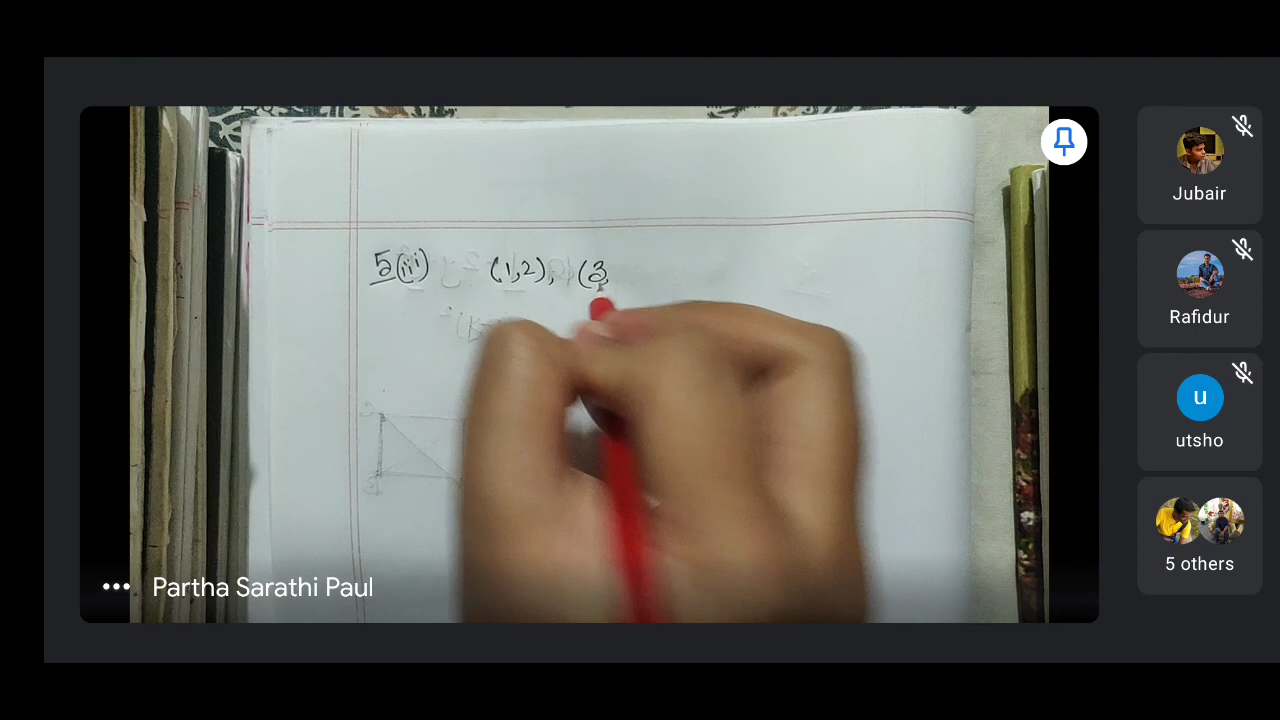 5(iii) (1,2), (3,
Partha Sarathi Paul
Jubair
Rafidur
u
utsho
5 others